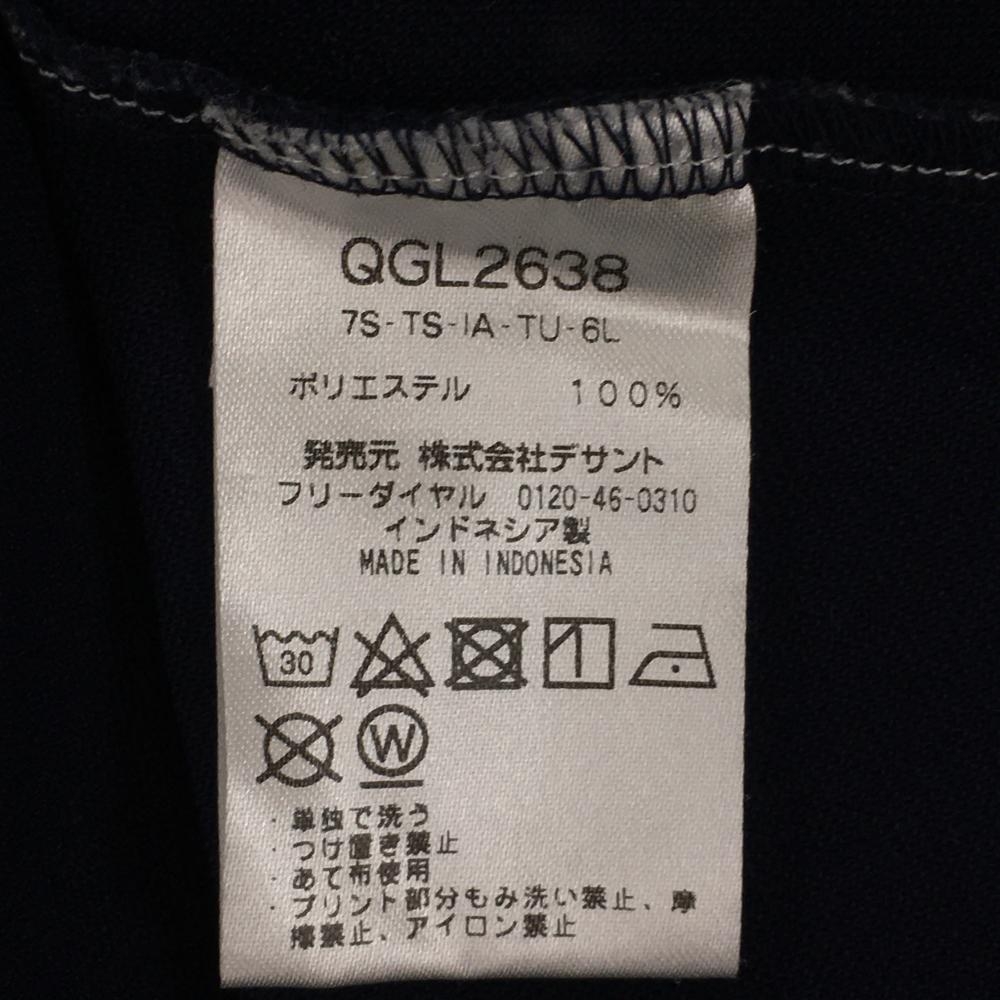 QGL2638
7S-TS-IA-TU-6L
ポリエステル 100%
発売元 株式会社デサント
フリーダイヤル 0120-46-0310
インドネシア製
MADE IN INDONESIA
30
W
・単独で洗う
・つけ置き禁止
・あて布使用
・プリント部分もみ洗い禁止、摩
擦禁止、アイロン禁止